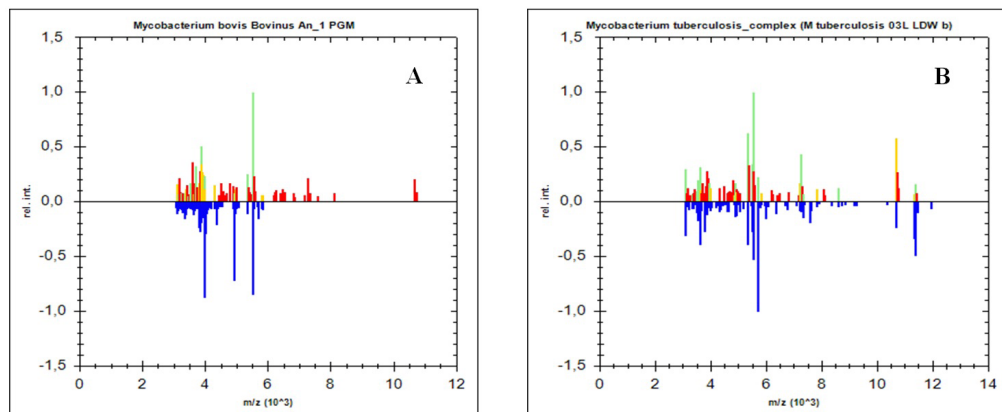 Mycobacterium bovis Bovinus An_1 PGM
A
1,5
1,0
0,5
0,0
-0,5
-1,0
-1,5
rel. int.
0 2 4 6 8 10 12
m/z (10^3)
Mycobacterium tuberculosis_complex (M tuberculosis 03L LDW b)
B
1,5
1,0
0,5
0,0
-0,5
-1,0
-1,5
rel. int.
0 2 4 6 8 10 12 14
m/z (10^3)